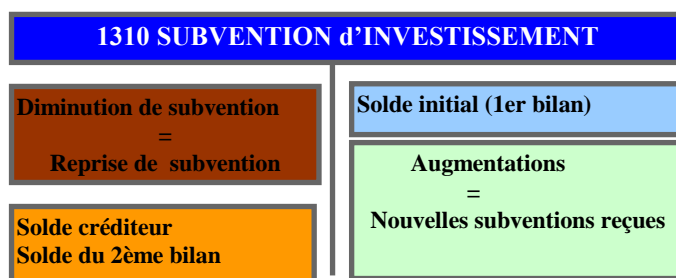 1310 SUBVENTION d'INVESTISSEMENT
Diminution de subvention
=
Reprise de subvention
Solde créditeur
Solde du 2ème bilan
Solde initial (1er bilan)
Augmentations
=
Nouvelles subventions reçues